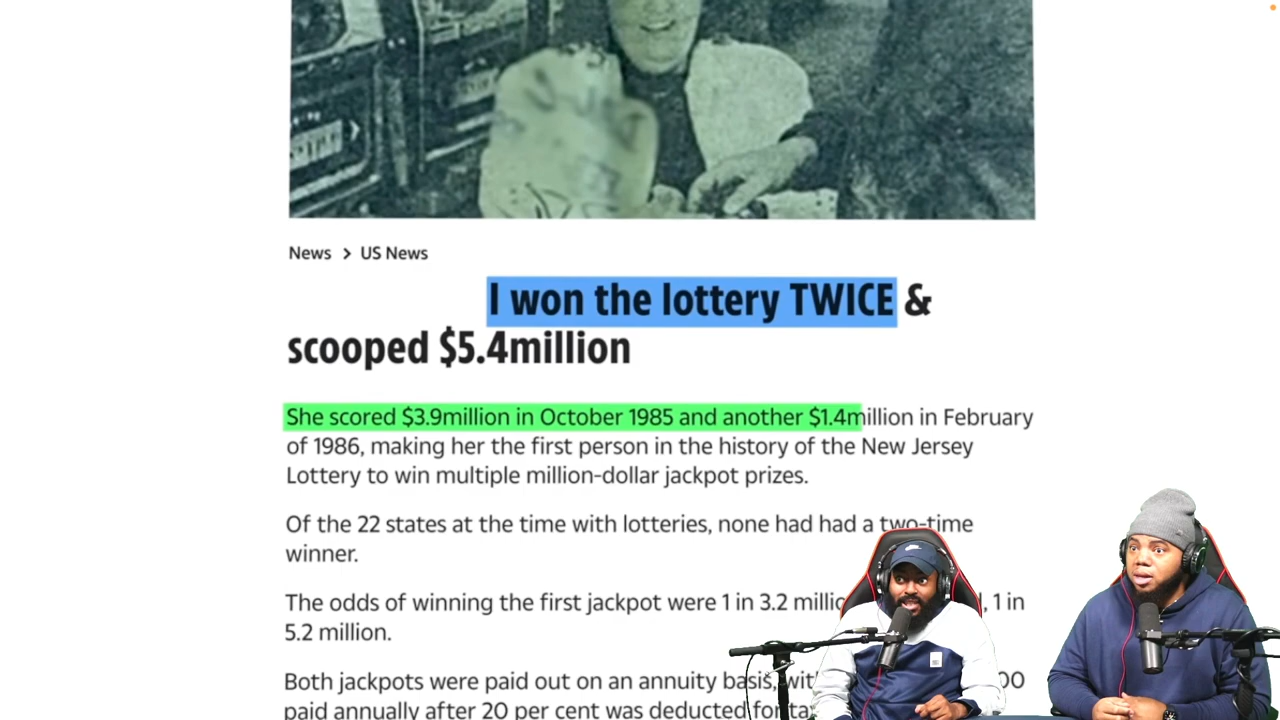 News > US News
I won the lottery TWICE &
scooped $5.4million
She scored $3.9million in October 1985 and another $1.4million in February
of 1986, making her the first person in the history of the New Jersey
Lottery to win multiple million-dollar jackpot prizes.
Of the 22 states at the time with lotteries, none had had a two-time
winner.
The odds of winning the first jackpot were 1 in 3.2 , 1 in
5.2 million.
Both jackpots were paid out on an annuity basis,
paid annually after 20 per cent was deducted for